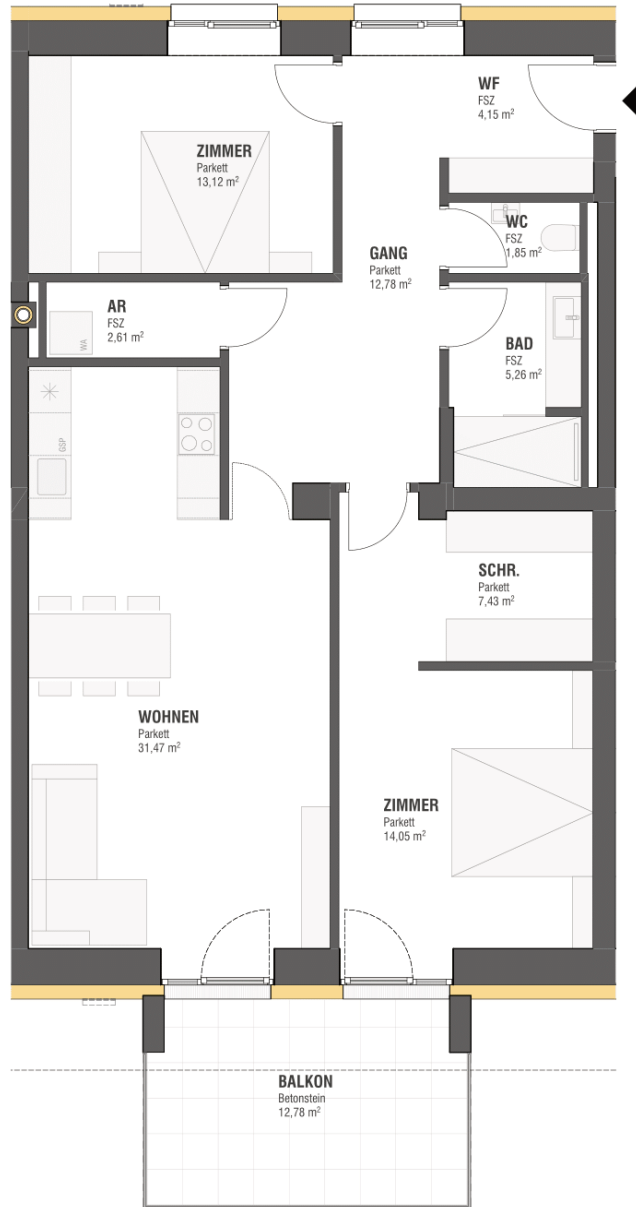 WF
FSZ
4,15 m²
ZIMMER
Parkett
13,12 m²
WC
FSZ
1,85 m²
GANG
Parkett
12,78 m²
AR
FSZ
2,61 m²
WA
BAD
FSZ
5,26 m²
GSP
SCHR.
Parkett
7,43 m²
WOHNEN
Parkett
31,47 m²
ZIMMER
Parkett
14,05 m²
BALKON
Betonstein
12,78 m²